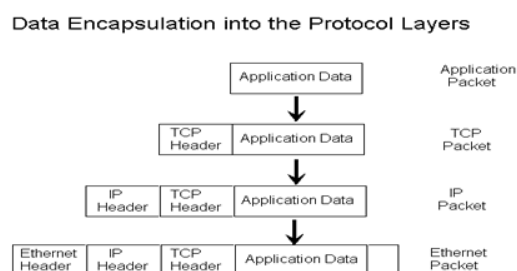 Data Encapsulation into the Protocol Layers
Application Data
Application
Packet
TCP
Header
Application Data
TCP
Packet
IP
Header
TCP
Header
Application Data
IP
Packet
Ethernet
Header
IP
Header
TCP
Header
Application Data
Ethernet
Packet